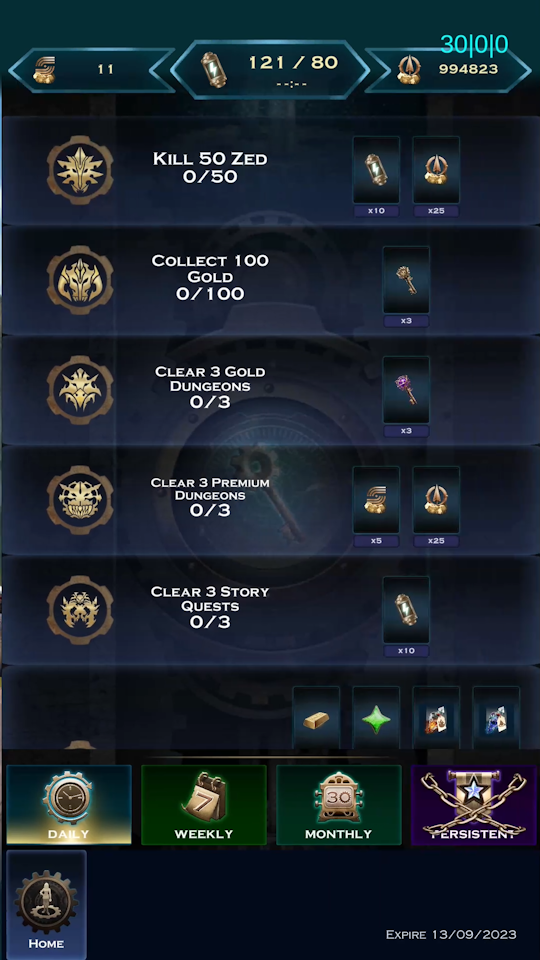 30|0|0
11
121 / 80
--:--
994823
Kill 50 Zed
0/50
x10
x25
Collect 100
Gold
0/100
x3
Clear 3 Gold
Dungeons
0/3
x3
Clear 3 Premium
Dungeons
0/3
x5
x25
Clear 3 Story
Quests
0/3
x10
7
30
Daily
Weekly
Monthly
Persistent
Home
Expire 13/09/2023